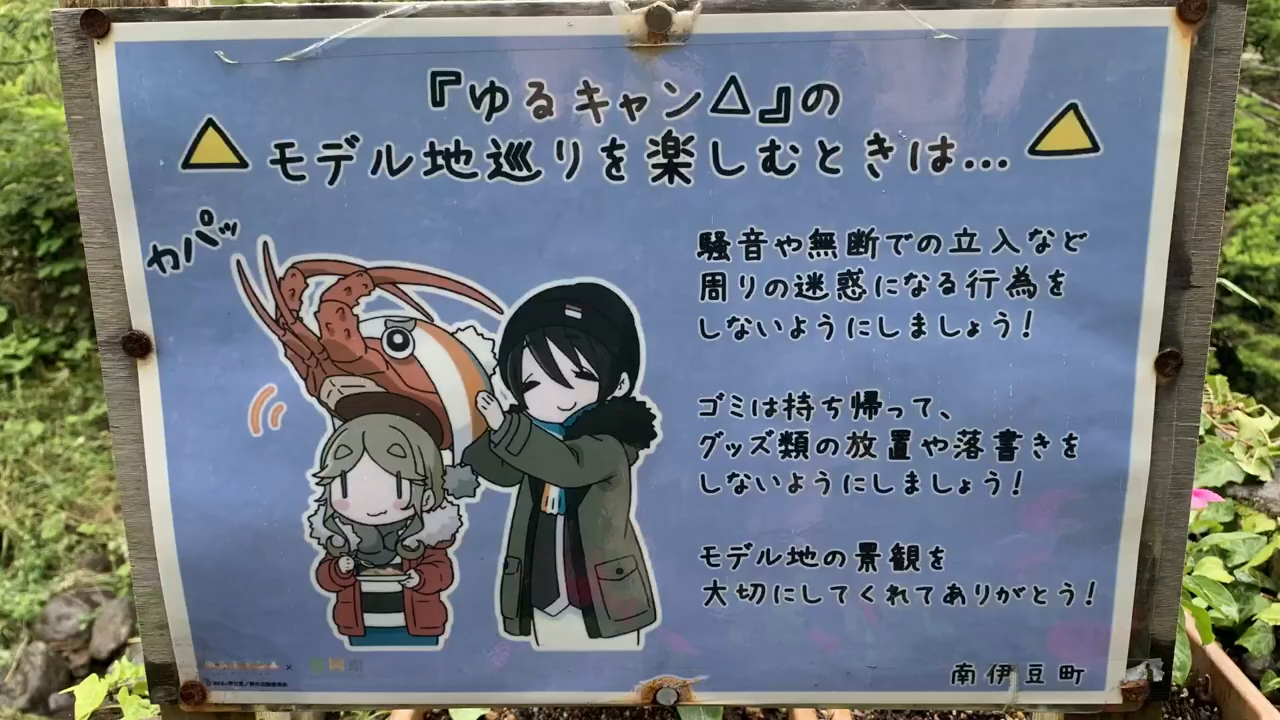 『ゆるキャン△』の
モデル地巡りを楽しむときは…
カパッ
騒音や無断での立入など
周りの迷惑になる行為を
しないようにしましょう!
ゴミは持ち帰って、
グッズ類の放置や落書きを
しないようにしましょう!
モデル地の景観を
大切にしてくれてありがとう!
南伊豆町